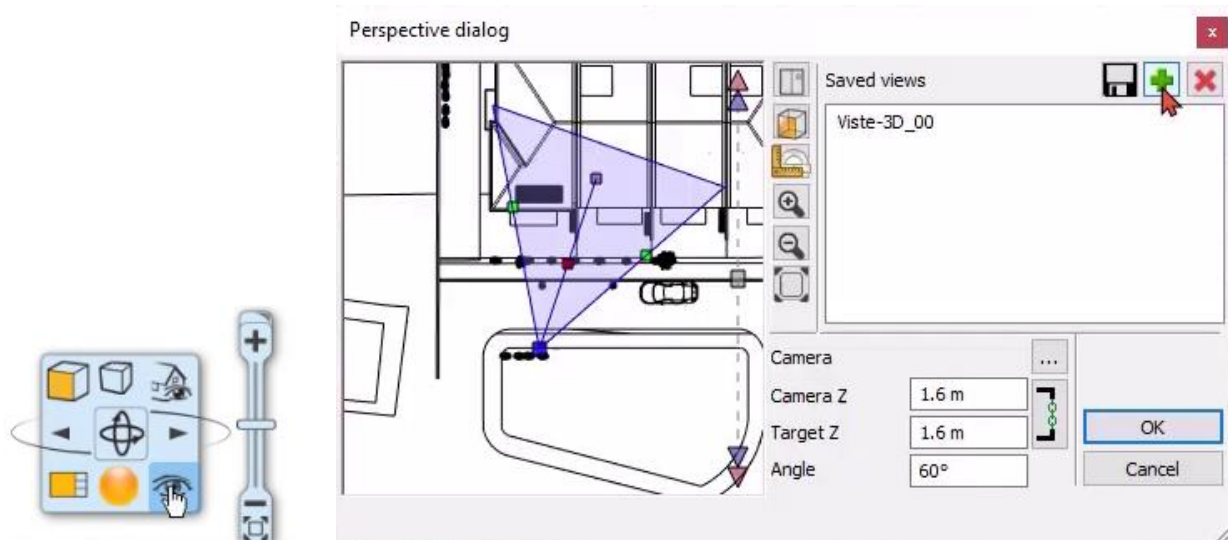 Perspective dialog
x
Saved views
Viste-3D_00
Camera
...
Camera Z
1.6 m
Target Z
1.6 m
Angle
60°
OK
Cancel